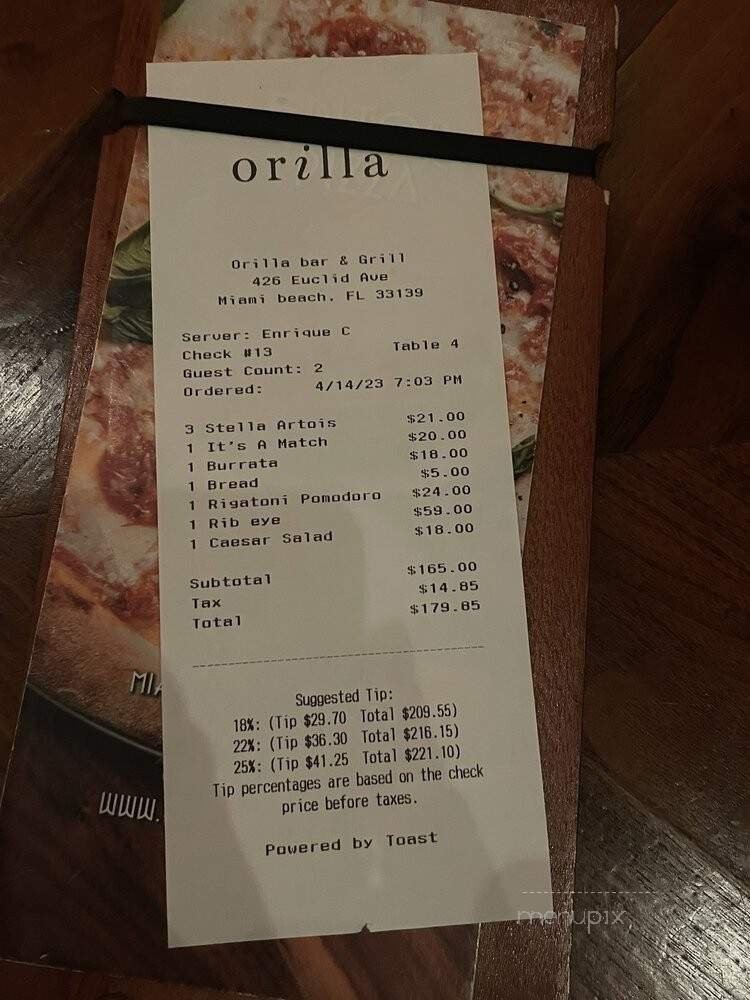 orilla
Orilla bar & Grill
426 Euclid Ave
Miami beach, FL 33139
Server: Enrique C
Check #13 Table 4
Guest Count: 2
Ordered: 4/14/23 7:03 PM
3 Stella Artois $21.00
1 It's A Match $20.00
1 Burrata $18.00
1 Bread $5.00
1 Rigatoni Pomodoro $24.00
1 Rib eye $59.00
1 Caesar Salad $18.00
Subtotal $165.00
Tax $14.85
Total $179.85
Suggested Tip:
18%: (Tip $29.70 Total $209.55)
22%: (Tip $36.30 Total $216.15)
25%: (Tip $41.25 Total $221.10)
Tip percentages are based on the check
price before taxes.
Powered by Toast
MIA
www.
menupix